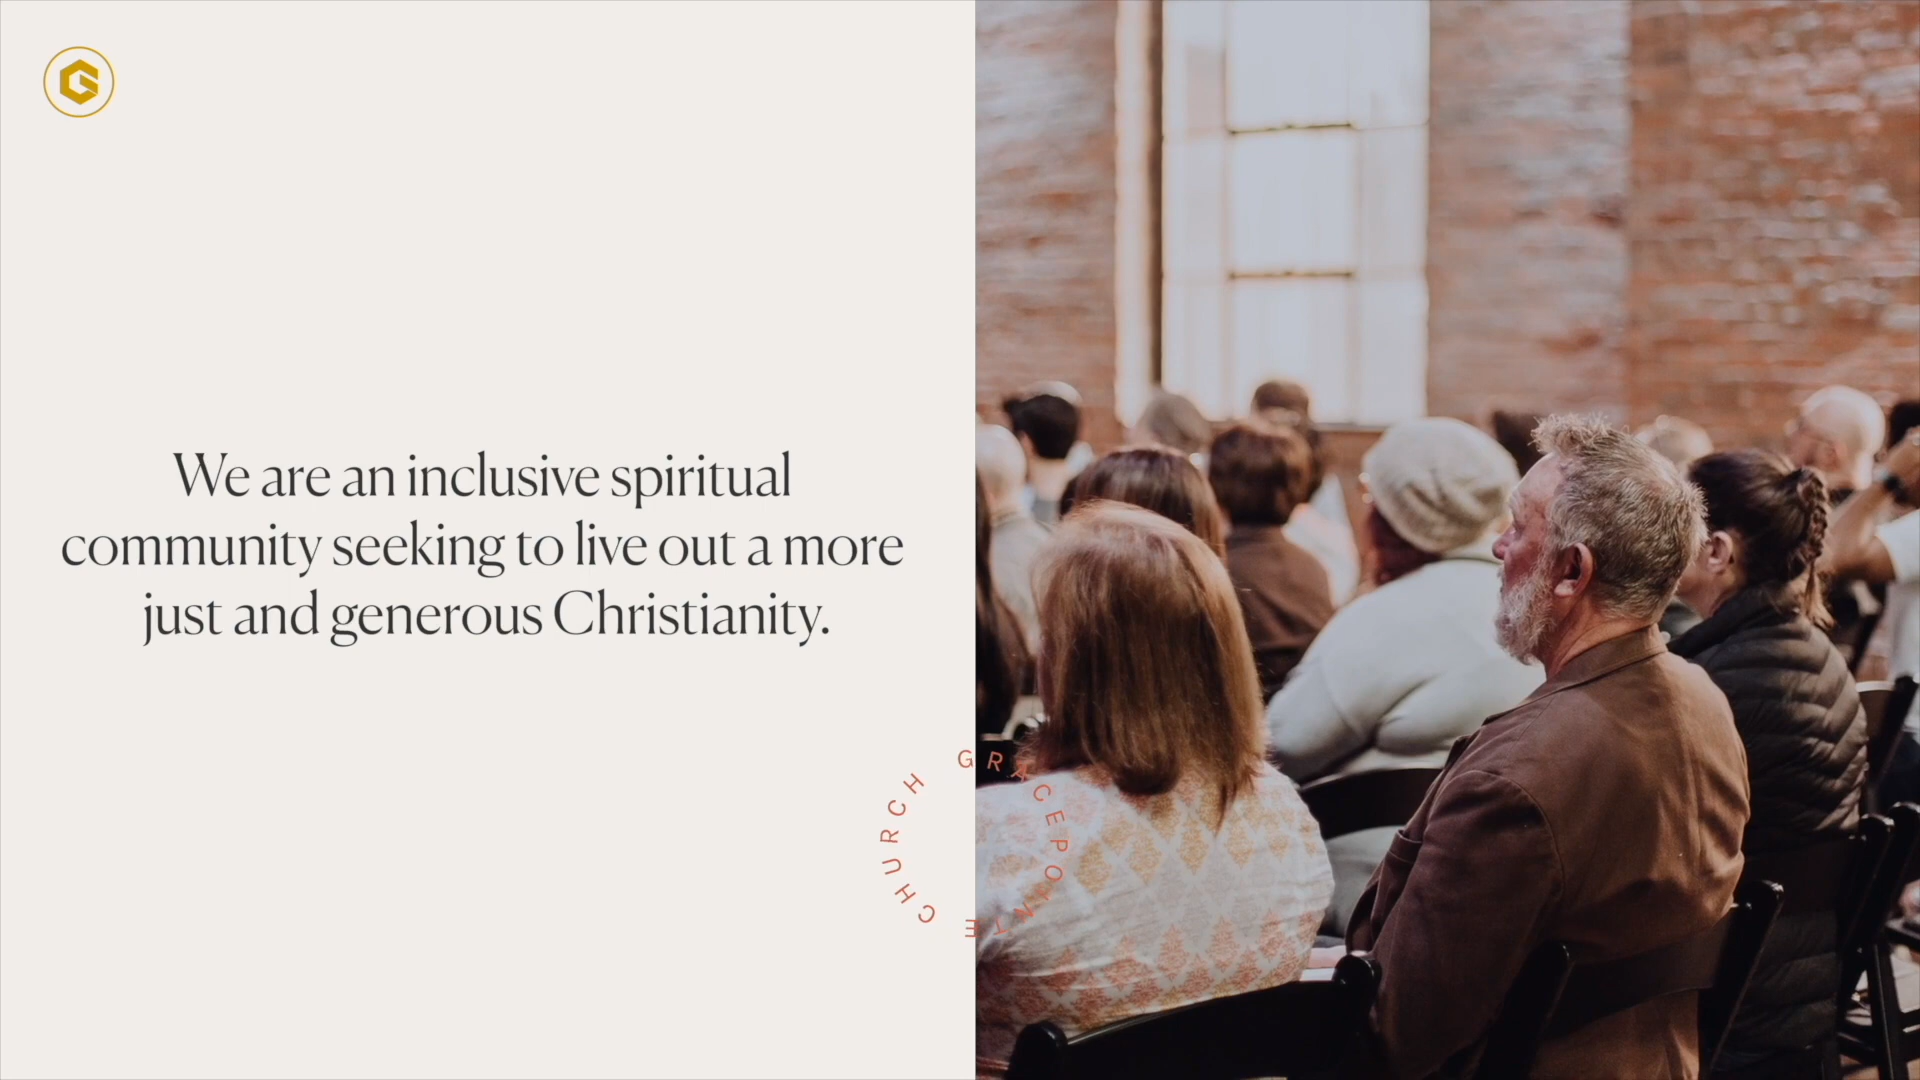 G
We are an inclusive spiritual
community seeking to live out a more
just and generous Christianity.
GRACEPOINTE CHURCH